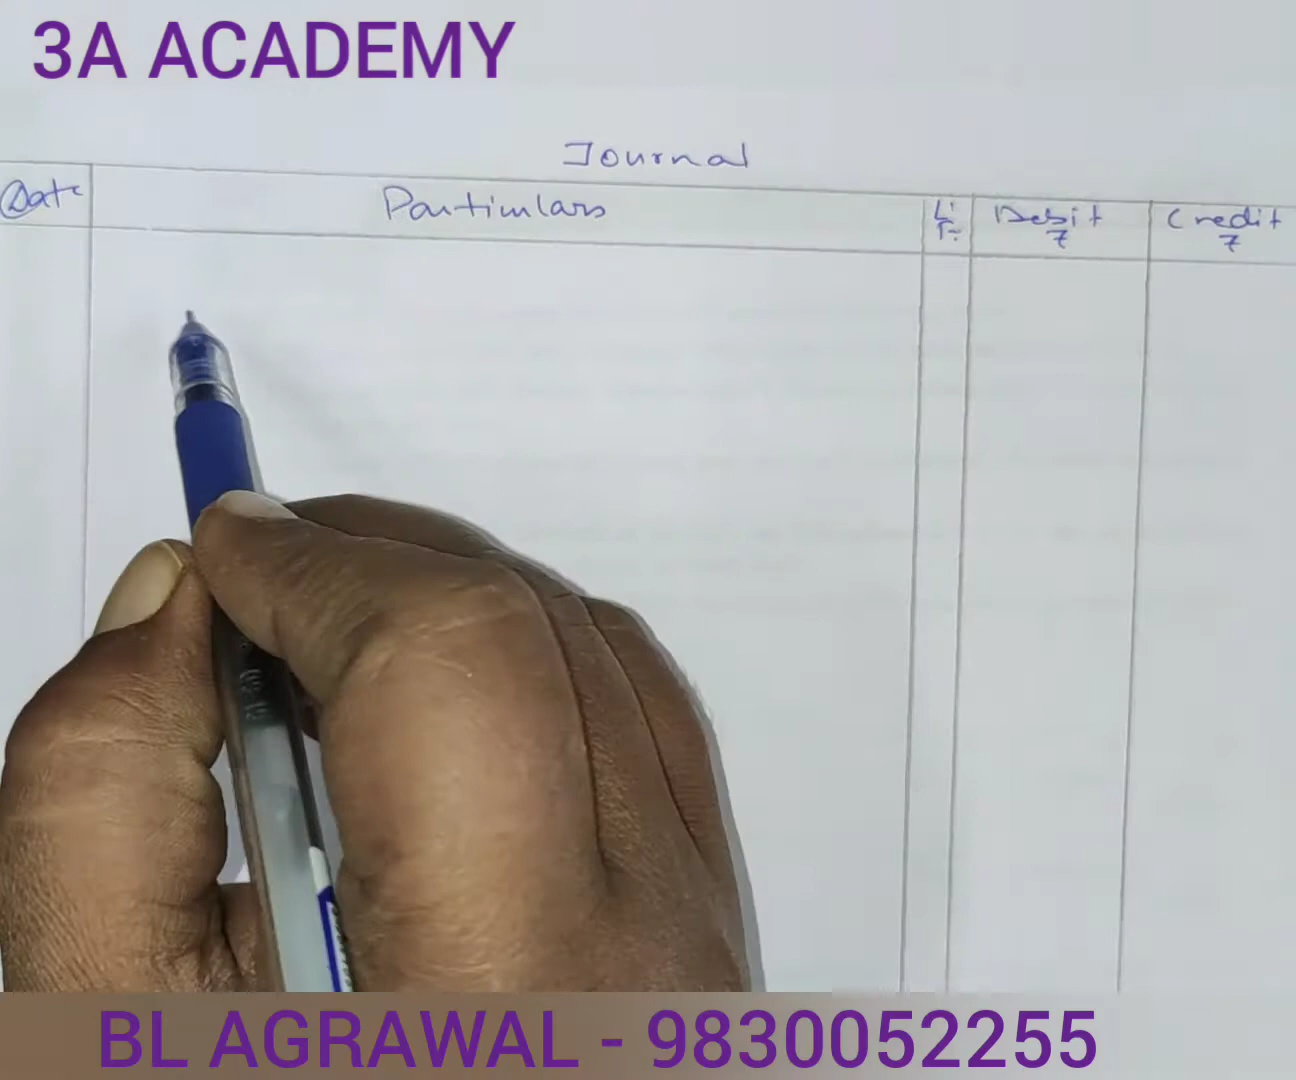 3A ACADEMY
Journal
Date Particulars L.F. Debit ₹ Credit ₹
BL AGRAWAL - 9830052255